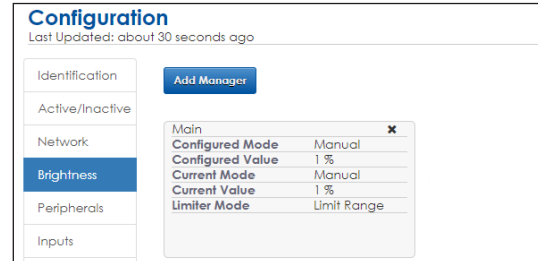 Configuration
Last Updated: about 30 seconds ago
Identification
Active/Inactive
Network
Brightness
Peripherals
Inputs
Add Manager
Main ✖
Configured Mode Manual
Configured Value 1 %
Current Mode Manual
Current Value 1 %
Limiter Mode Limit Range